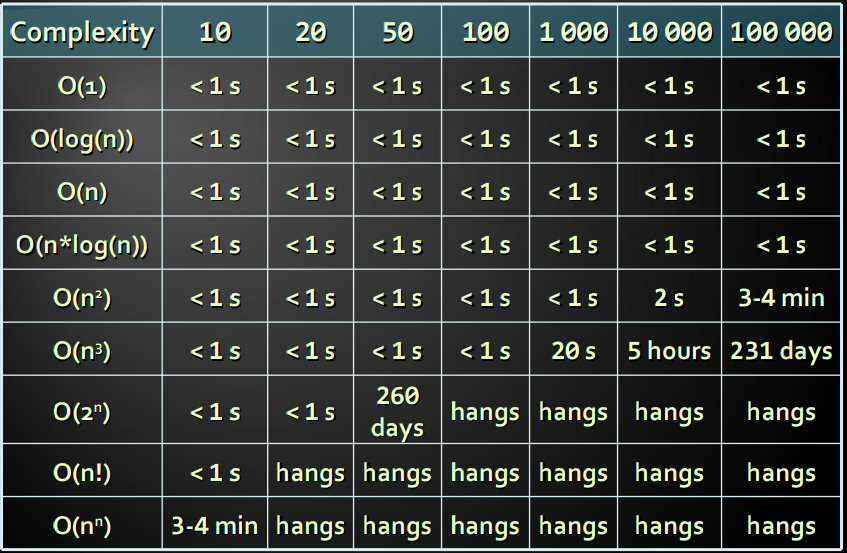 Complexity 10 20 50 100 1 000 10 000 100 000
O(1) < 1 s < 1 s < 1 s < 1 s < 1 s < 1 s < 1 s
O(log(n)) < 1 s < 1 s < 1 s < 1 s < 1 s < 1 s < 1 s
O(n) < 1 s < 1 s < 1 s < 1 s < 1 s < 1 s < 1 s
O(n*log(n)) < 1 s < 1 s < 1 s < 1 s < 1 s < 1 s < 1 s
O(n²) < 1 s < 1 s < 1 s < 1 s < 1 s 2 s 3-4 min
O(n³) < 1 s < 1 s < 1 s < 1 s 20 s 5 hours 231 days
O(2ⁿ) < 1 s < 1 s 260 days hangs hangs hangs hangs
O(n!) < 1 s hangs hangs hangs hangs hangs hangs
O(nⁿ) 3-4 min hangs hangs hangs hangs hangs hangs